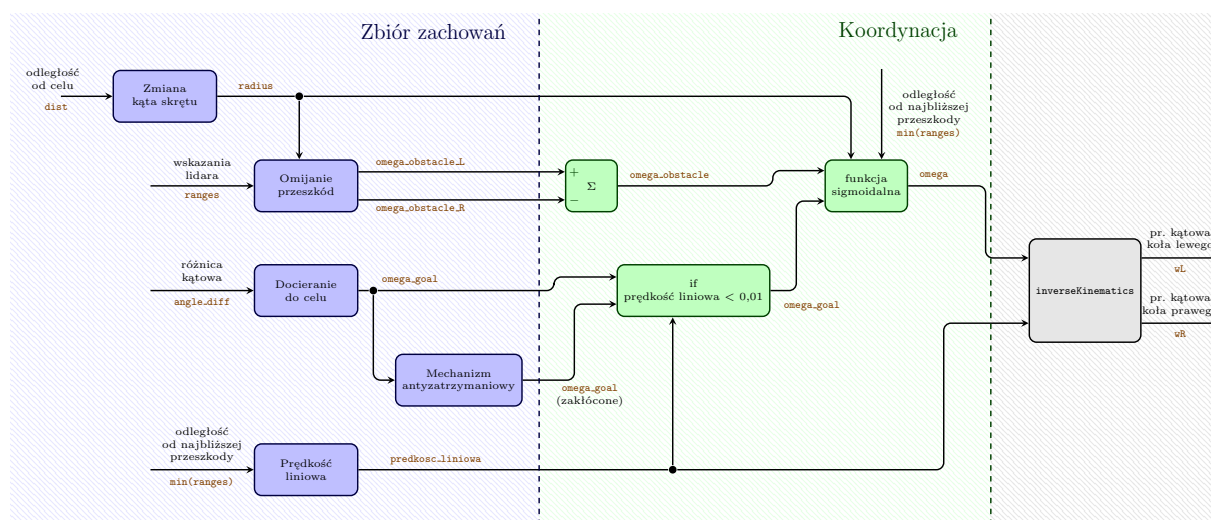 Zbiór zachowań
Koordynacja
odległość
od celu
dist
Zmiana
kąta skrętu
radius
odległość
od najbliższej
przeszkody
min(ranges)
wskazania
lidara
ranges
Omijanie
przeszkód
omega_obstacle_L
omega_obstacle_R
+
Σ
−
omega_obstacle
funkcja
sigmoidalna
omega
różnica
kątowa
angle_diff
Docieranie
do celu
omega_goal
if
prędkość liniowa < 0,01
omega_goal
inverseKinematics
pr. kątowa
koła lewego
wL
pr. kątowa
koła praweg
wR
Mechanizm
antyzatrzymaniowy
omega_goal
(zakłócone)
odległość
od najbliższej
przeszkody
min(ranges)
Prędkość
liniowa
predkosc_liniowa